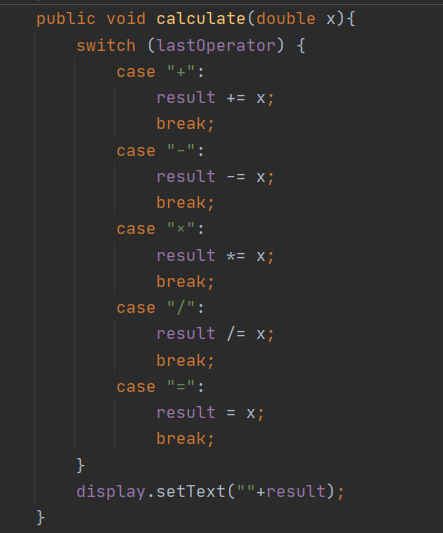 public void calculate(double x){
switch (lastOperator) {
case "+":
result += x;
break;
case "-":
result -= x;
break;
case "×":
result *= x;
break;
case "/":
result /= x;
break;
case "=":
result = x;
break;
}
display.setText(""+result);
}